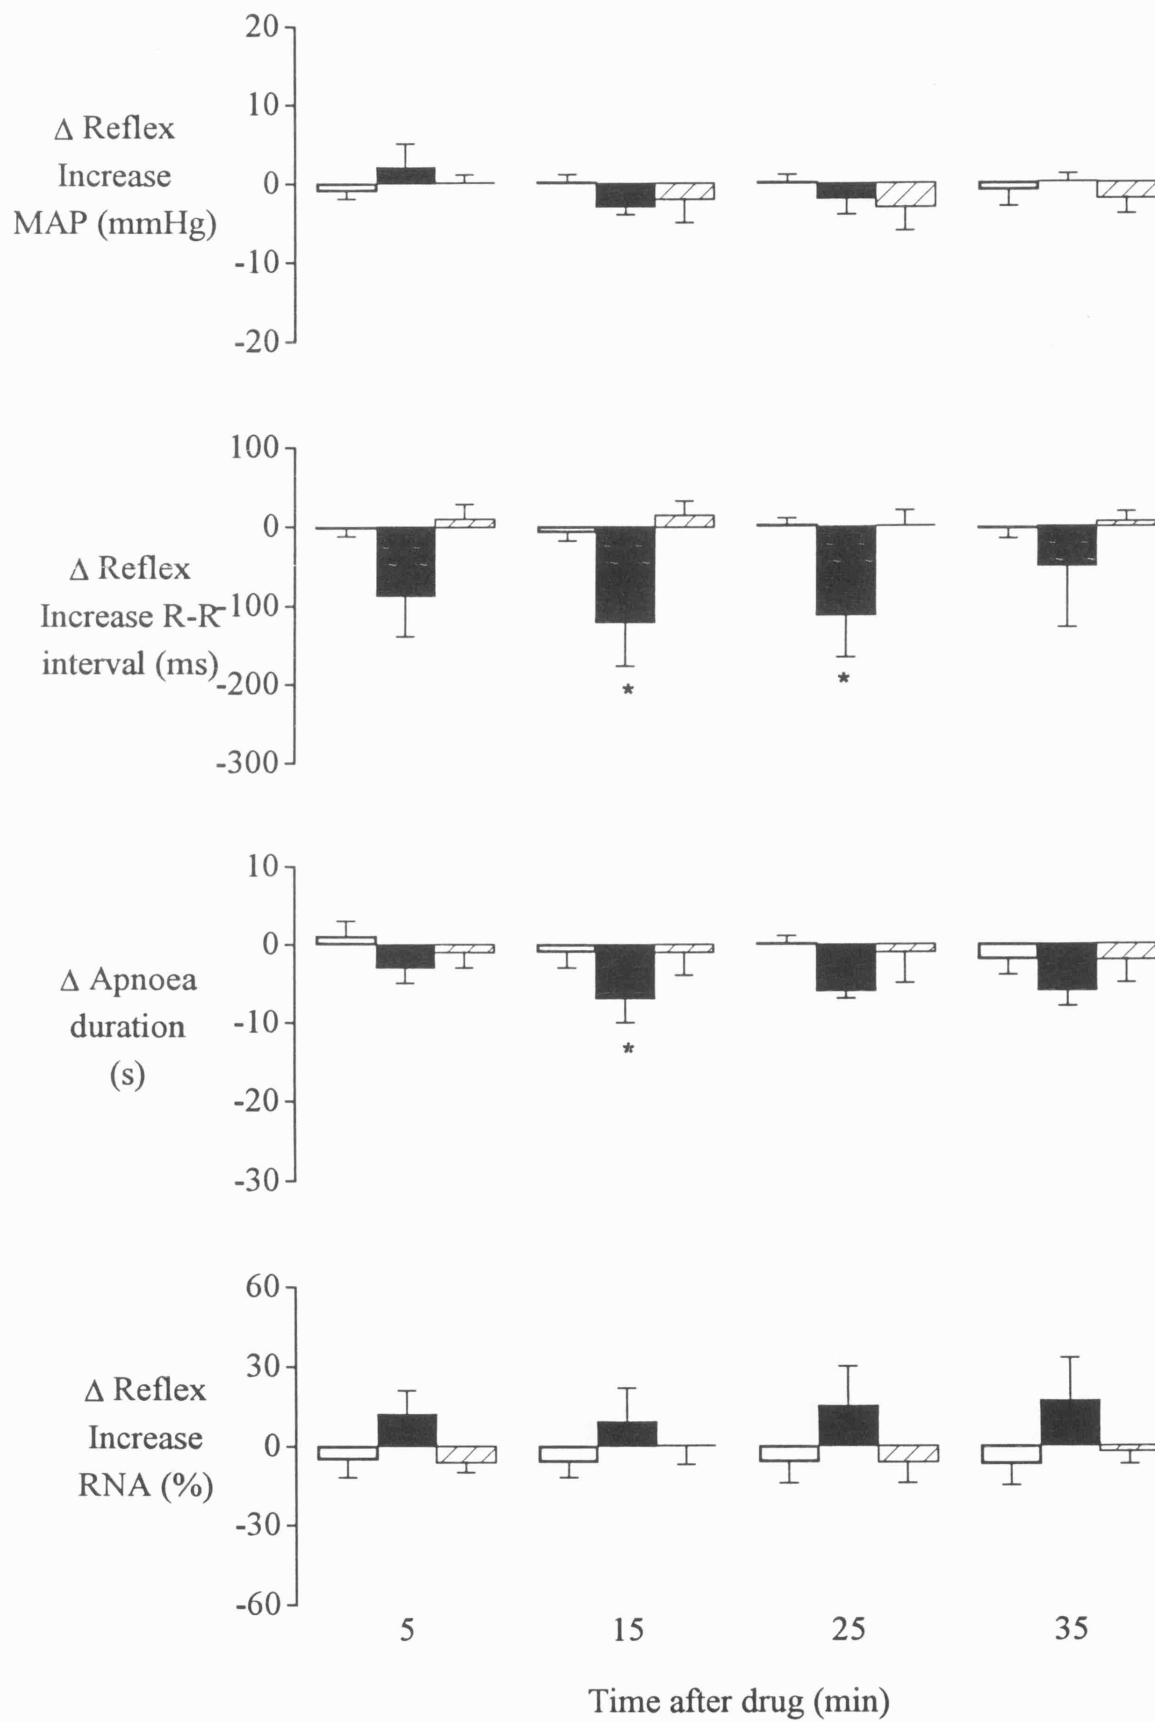 20
10
0
-10
-20
Δ Reflex
Increase
MAP (mmHg)
100
0
-100
-200
-300
Δ Reflex
Increase R-R
interval (ms)
*
*
10
0
-10
-20
-30
Δ Apnoea
duration
(s)
*
60
30
0
-30
-60
Δ Reflex
Increase
RNA (%)
5 15 25 35
Time after drug (min)